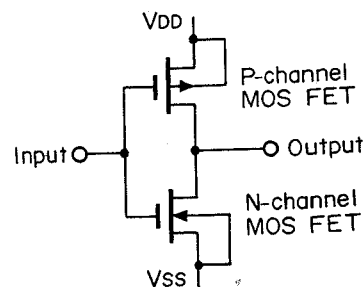 VDD
P-channel
MOS FET
Input
Output
N-channel
MOS FET
VSS